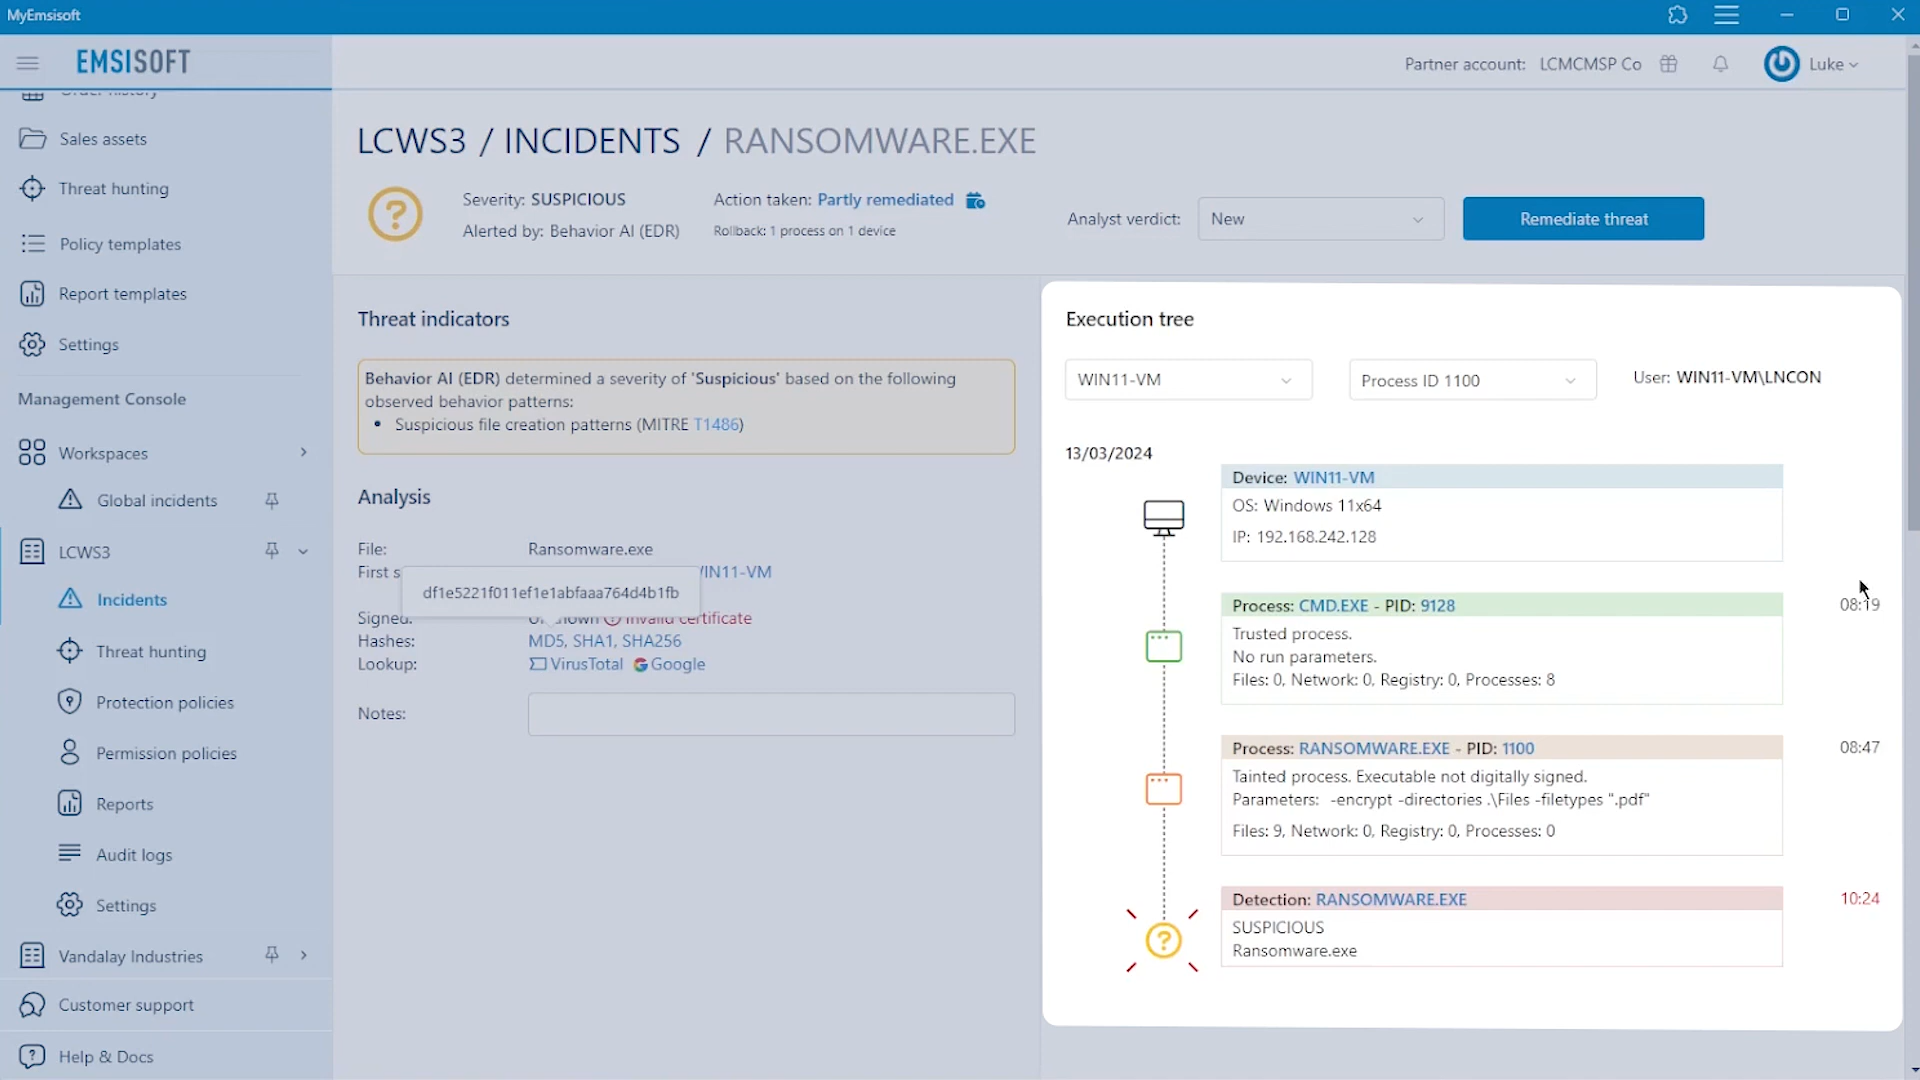 MyEmsisoft
EMSISOFT
Partner account: LCMCMSP Co
Luke
Order history
Sales assets
Threat hunting
Policy templates
Report templates
Settings
Management Console
Workspaces
Global incidents
LCWS3
Incidents
Threat hunting
Protection policies
Permission policies
Reports
Audit logs
Settings
Vandalay Industries
Customer support
Help & Docs
LCWS3 / INCIDENTS / RANSOMWARE.EXE
Severity: SUSPICIOUS
Alerted by: Behavior AI (EDR)
Action taken: Partly remediated
Rollback: 1 process on 1 device
Analyst verdict: New
Remediate threat
Threat indicators
Behavior AI (EDR) determined a severity of 'Suspicious' based on the following
observed behavior patterns:
• Suspicious file creation patterns (MITRE T1486)
Analysis
File: Ransomware.exe
First s
WIN11-VM
df1e5221f011ef1e1abfaaa764d4b1fb
Signed: Invalid certificate
Hashes: MD5, SHA1, SHA256
Lookup: VirusTotal Google
Notes:
Execution tree
WIN11-VM
Process ID 1100
User: WIN11-VM\LNCON
13/03/2024
Device: WIN11-VM
OS: Windows 11x64
IP: 192.168.242.128
Process: CMD.EXE - PID: 9128
08:19
Trusted process.
No run parameters.
Files: 0, Network: 0, Registry: 0, Processes: 8
Process: RANSOMWARE.EXE - PID: 1100
08:47
Tainted process. Executable not digitally signed.
Parameters: -encrypt -directories .\Files -filetypes ".pdf"
Files: 9, Network: 0, Registry: 0, Processes: 0
Detection: RANSOMWARE.EXE
10:24
SUSPICIOUS
Ransomware.exe